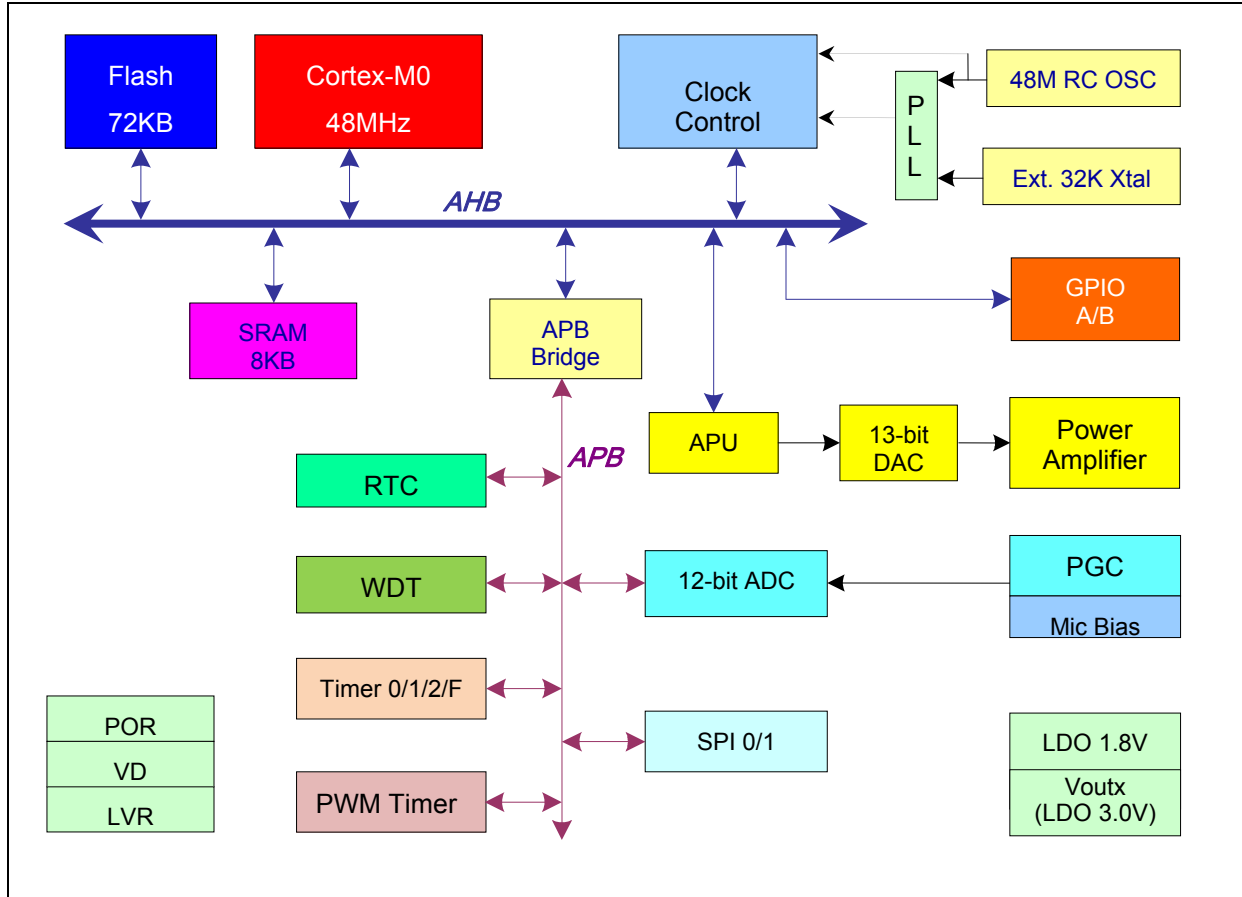 Flash
72KB
Cortex-M0
48MHz
Clock
Control
P
L
L
48M RC OSC
Ext. 32K Xtal
AHB
SRAM
8KB
APB
Bridge
GPIO
A/B
APU
13-bit
DAC
Power
Amplifier
APB
RTC
WDT
12-bit ADC
PGC
Mic Bias
Timer 0/1/2/F
SPI 0/1
PWM Timer
POR
VD
LVR
LDO 1.8V
Voutx
(LDO 3.0V)